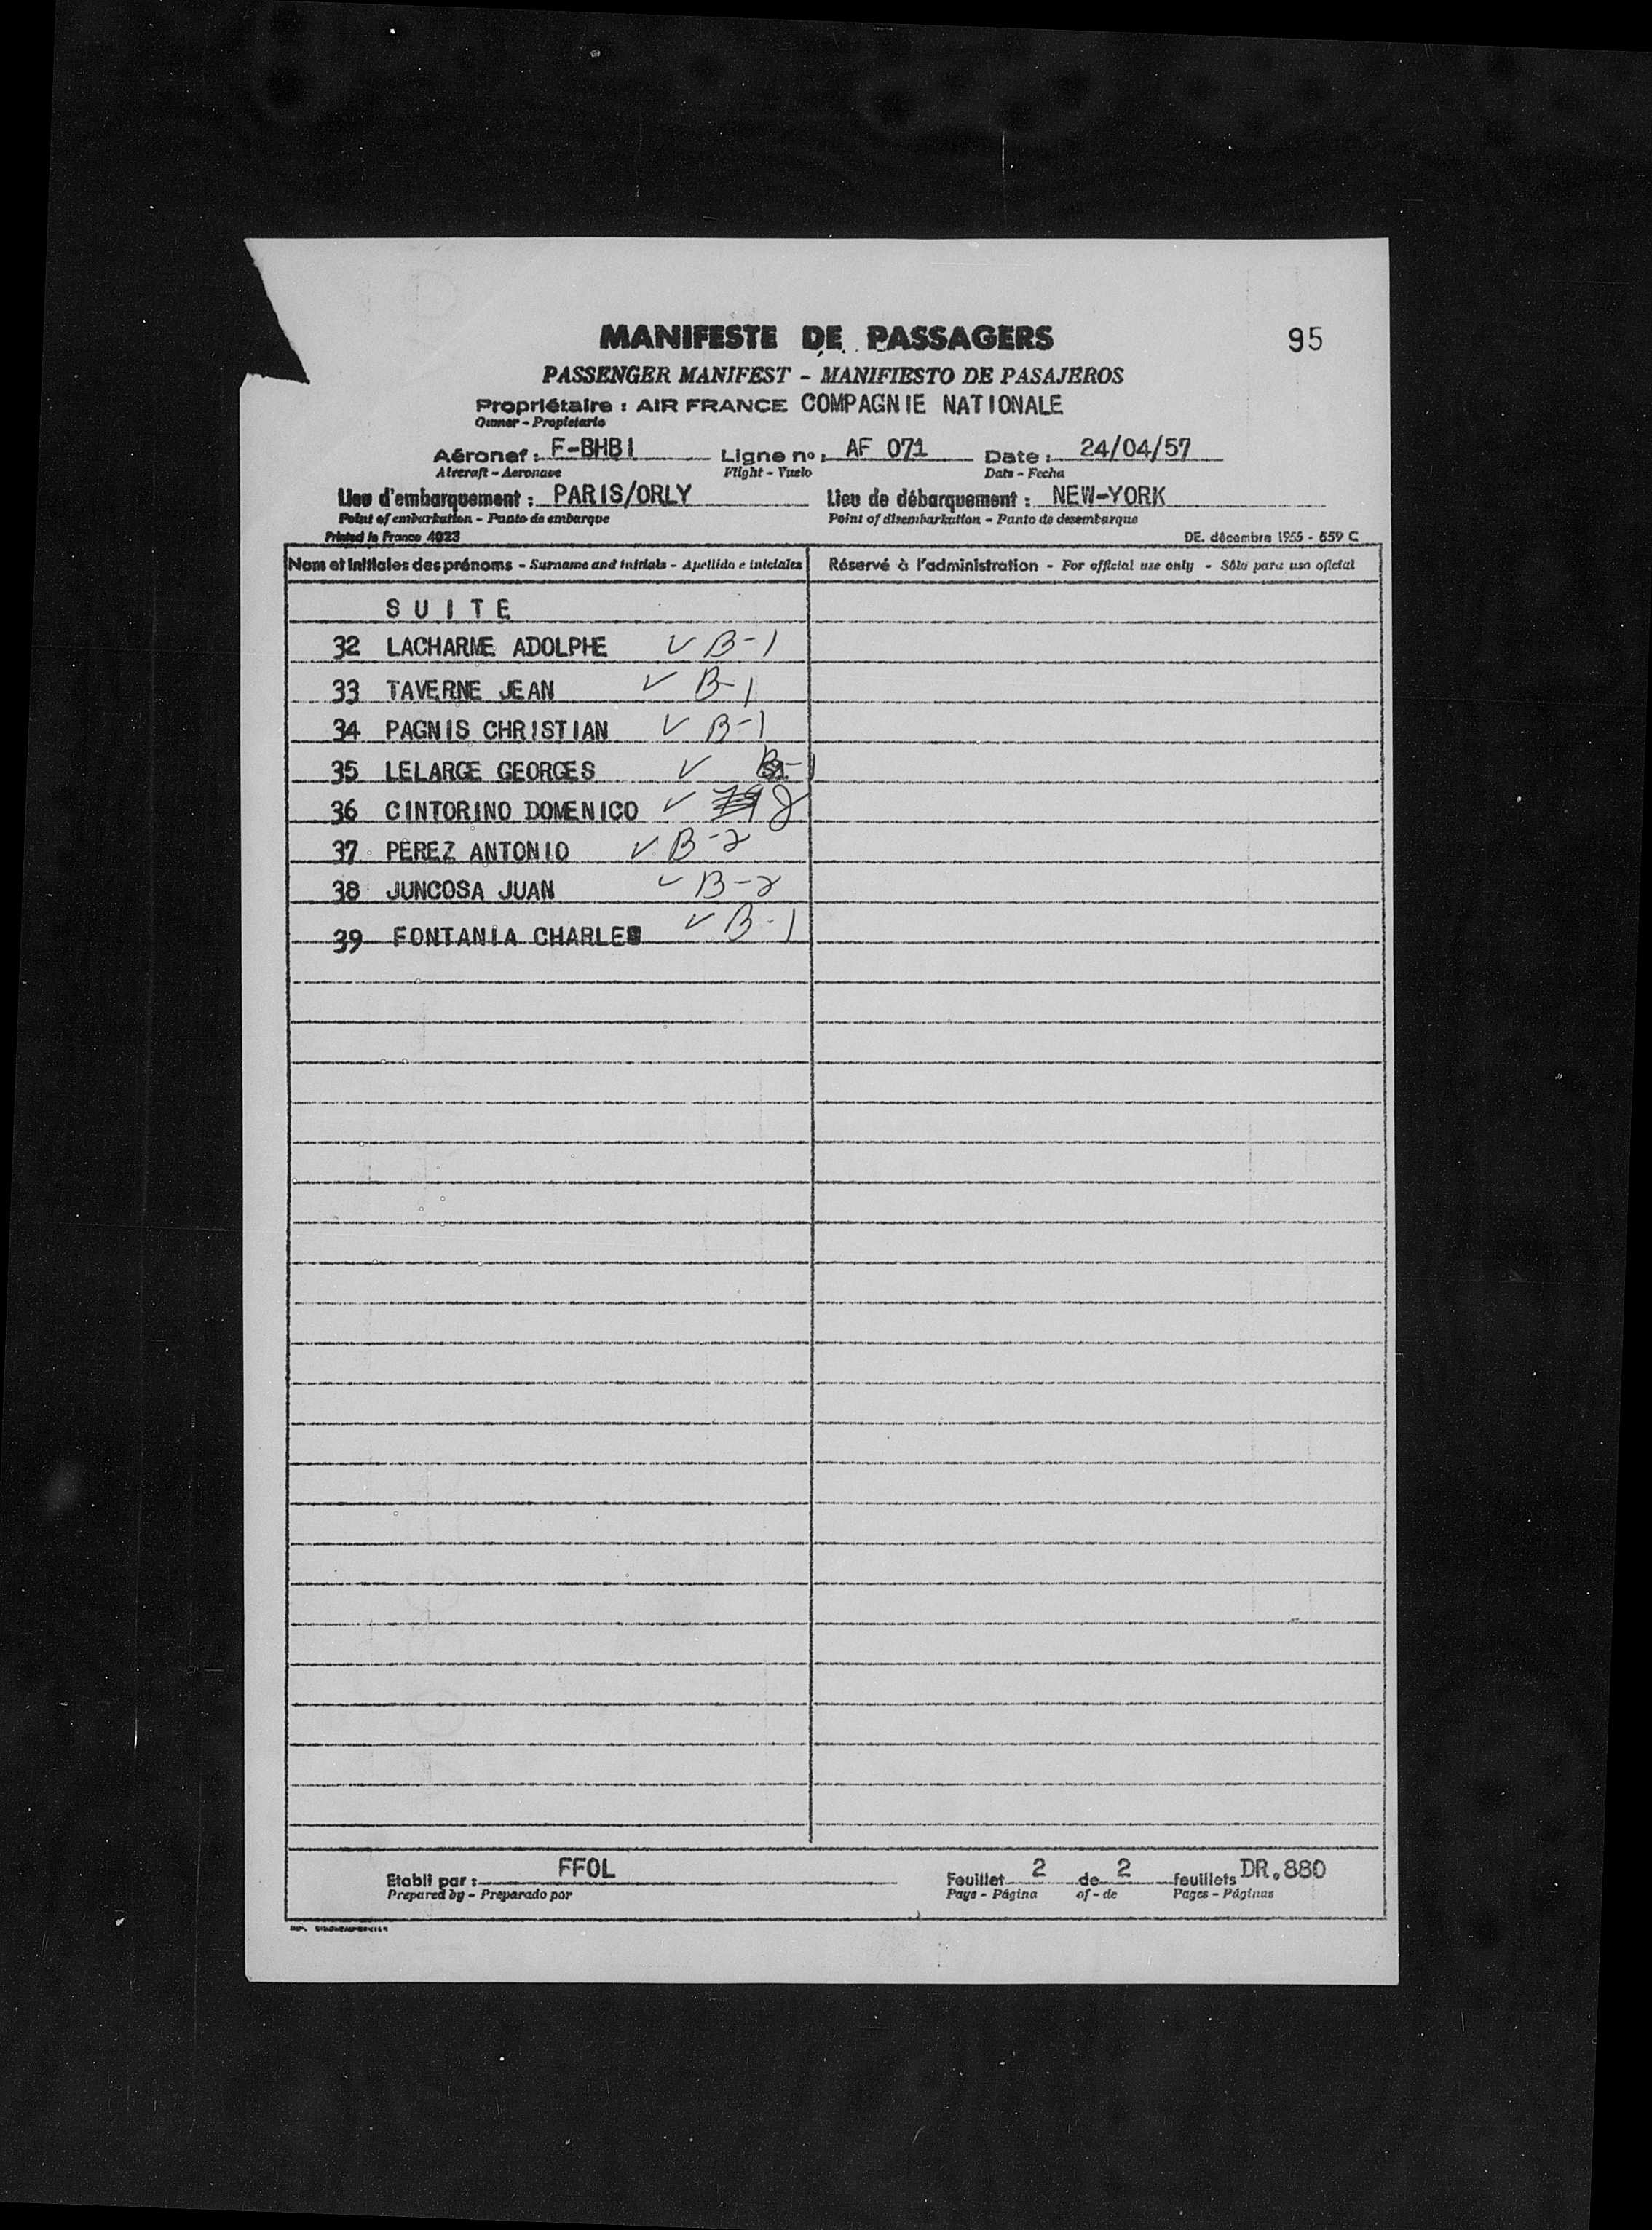 MANIFESTE DE PASSAGERS
95
PASSENGER MANIFEST - MANIFIESTO DE PASAJEROS
Propriétaire : AIR FRANCE COMPAGNIE NATIONALE
Owner - Propietario
Aéronef : F-BHBI Ligne nº : AF 071 Date : 24/04/57
Aircraft - Aeronave Flight - Vuelo Date - Fecha
Lieu d'embarquement : PARIS/ORLY Lieu de débarquement : NEW-YORK
Point of embarkation - Punto de embarque Point of disembarkation - Punto de desembarque
Printed in France 4023 DE. décembre 1955 - 559 C
Nom et initiales des prénoms - Surname and initials - Apellido e iniciales Réservé à l'administration - For official use only - Sólo para uso oficial
SUITE
32 LACHARME ADOLPHE ✓ B-1
33 TAVERNE JEAN ✓ B-1
34 PAGNIS CHRISTIAN ✓ B-1
35 LELARGE GEORGES ✓ B-1
36 CINTORINO DOMENICO ✓
37 PEREZ ANTONIO ✓ B-2
38 JUNCOSA JUAN ✓ B-2
39 FONTANIA CHARLES ✓ B-1
Etabli par : FFOL Feuillet 2 de 2 feuillets DR.880
Prepared by - Preparado por Page - Página of - de Pages - Páginas